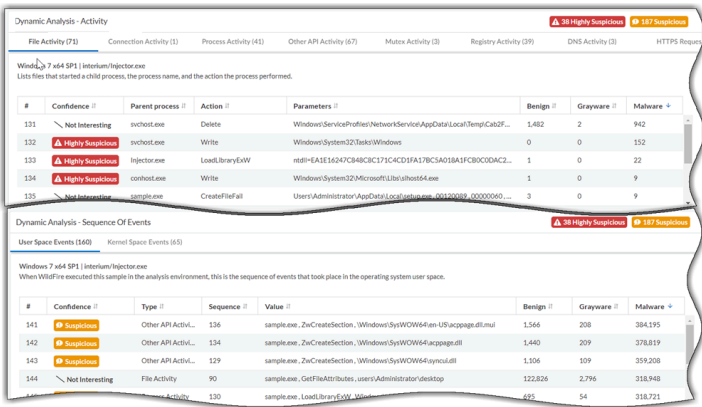 Dynamic Analysis - Activity
38 Highly Suspicious
187 Suspicious
File Activity (71) Connection Activity (1) Process Activity (41) Other API Activity (67) Mutex Activity (3) Registry Activity (39) DNS Activity (3) HTTPS Reques
Windows 7 x64 SP1 | interium/Injector.exe
Lists files that started a child process, the process name, and the action the process performed.
# Confidence Parent process Action Parameters Benign Grayware Malware
131 Not Interesting svchost.exe Delete Windows\ServiceProfiles\NetworkService\AppData\Local\Temp\Cab2F... 1,482 2 942
132 Highly Suspicious svchost.exe Write Windows\System32\Tasks\Windows 0 0 152
133 Highly Suspicious Injector.exe LoadLibraryExW ntdll=EA1E16247C848C8C171C4CD1FA17BC5A018A1FCB0C0DAC2... 1 0 22
134 Highly Suspicious conhost.exe Write Windows\System32\Microsoft\Libs\sihost64.exe 1 0 9
135 Not Interesting sample.exe CreateFileFail Users\Administrator\AppData\Local\setup.exe_00120089_00000060 , ... 3 0 9
Dynamic Analysis - Sequence Of Events
38 Highly Suspicious
187 Suspicious
User Space Events (160) Kernel Space Events (65)
Windows 7 x64 SP1 | interium/Injector.exe
When WildFire executed this sample in the analysis environment, this is the sequence of events that took place in the operating system user space.
# Confidence Type Sequence Value Benign Grayware Malware
141 Suspicious Other API Activi... 136 sample.exe , ZwCreateSection , \Windows\SysWOW64\en-US\acppage.dll.mui 1,566 208 384,195
142 Suspicious Other API Activi... 134 sample.exe , ZwCreateSection , \Windows\SysWOW64\acppage.dll 1,440 209 378,819
143 Suspicious Other API Activi... 129 sample.exe , ZwCreateSection , \Windows\SysWOW64\syncui.dll 1,106 109 359,208
144 Not Interesting File Activity 90 sample.exe , GetFileAttributes , users\Administrator\desktop 122,826 2,796 318,948
Suspicious Activity 130 sample.exe , LoadLibraryExW 695 54 318,721